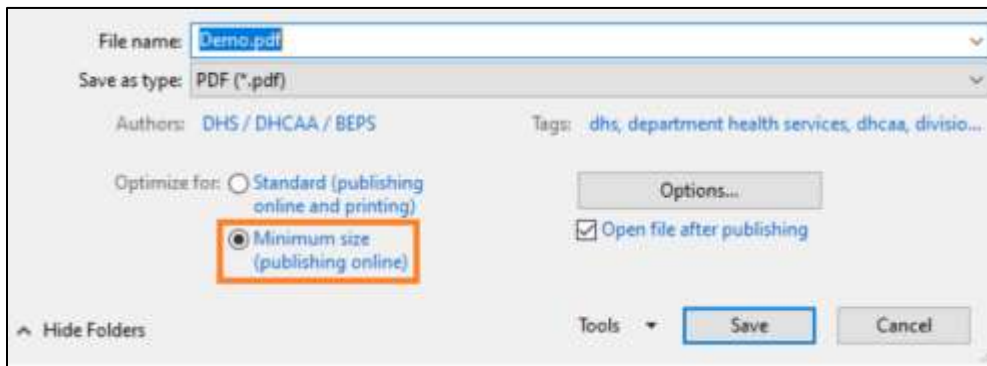 File name: Demo.pdf
Save as type: PDF (*.pdf)
Authors: DHS / DHCAA / BEPS Tags: dhs, department health services, dhcaa, divisio...
Optimize for: Standard (publishing
online and printing)
Options...
Minimum size
(publishing online)
Open file after publishing
Hide Folders Tools Save Cancel